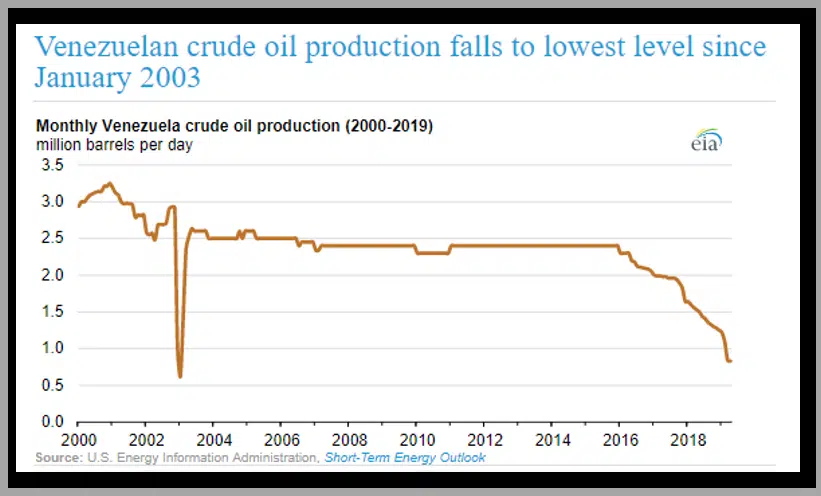 Venezuelan crude oil production falls to lowest level since
January 2003
Monthly Venezuela crude oil production (2000-2019)
million barrels per day
eia
3.5
3.0
2.5
2.0
1.5
1.0
0.5
0.0
2000 2002 2004 2006 2008 2010 2012 2014 2016 2018
Source: U.S. Energy Information Administration, Short-Term Energy Outlook